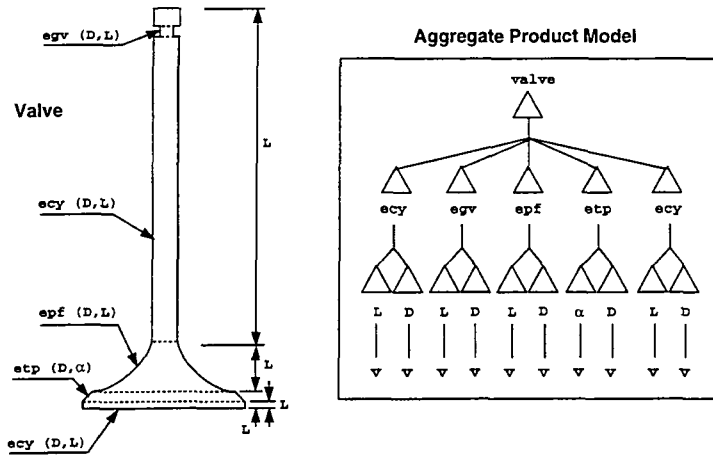 egv (D,L)
Valve
L
ecy (D,L)
epf (D,L)
L
etp (D,α)
L
L
ecy (D,L)
Aggregate Product Model
valve
ecy egv epf etp ecy
L D L D L D α D L D